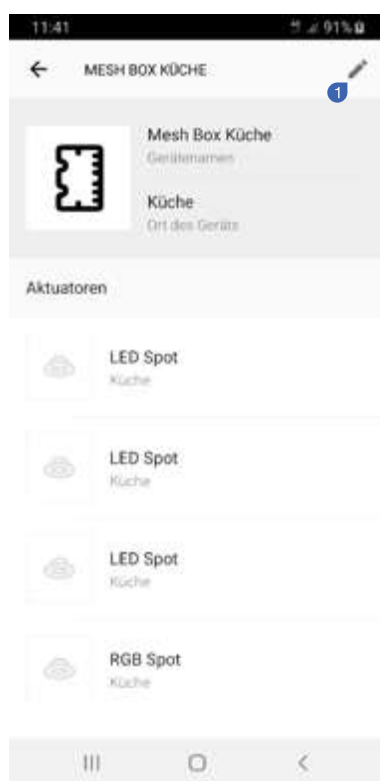 11:41
91%
MESH BOX KÜCHE
1
Mesh Box Küche
Gerätenamen
Küche
Ort des Geräts
Aktuatoren
LED Spot
Küche
LED Spot
Küche
LED Spot
Küche
RGB Spot
Küche